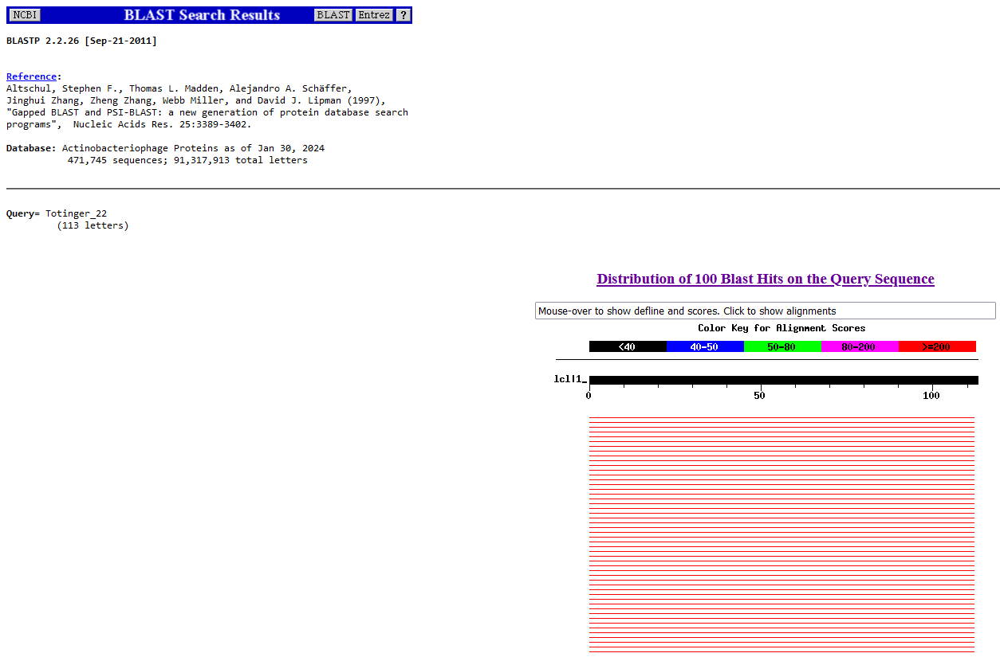 NCBI BLAST Search Results BLAST Entrez ?
BLASTP 2.2.26 [Sep-21-2011]
Reference:
Altschul, Stephen F., Thomas L. Madden, Alejandro A. Schäffer,
Jinghui Zhang, Zheng Zhang, Webb Miller, and David J. Lipman (1997),
"Gapped BLAST and PSI-BLAST: a new generation of protein database search
programs",  Nucleic Acids Res. 25:3389-3402.
Database: Actinobacteriophage Proteins as of Jan 30, 2024
471,745 sequences; 91,317,913 total letters
Query= Totinger_22
(113 letters)
Distribution of 100 Blast Hits on the Query Sequence
Mouse-over to show defline and scores. Click to show alignments
Color Key for Alignment Scores
<40 40-50 50-80 80-200 >=200
lcl|1_
0 50 100